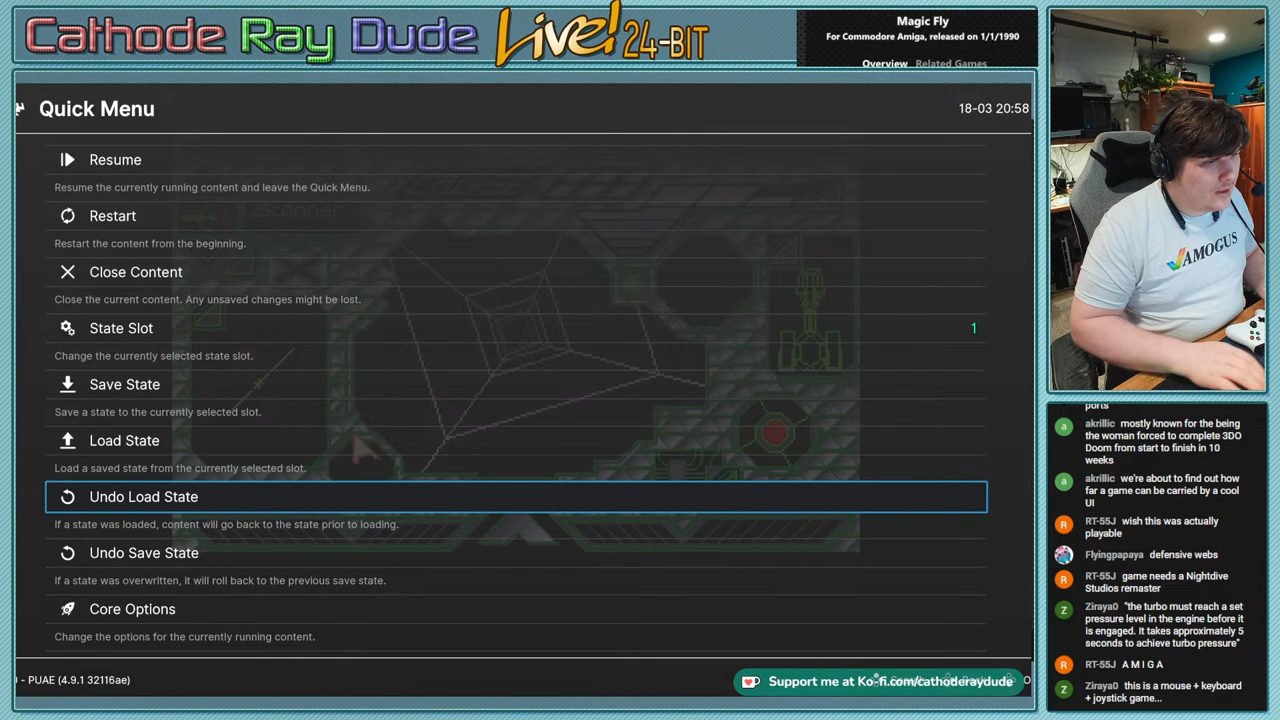 Cathode Ray Dude Live! 24-BIT
Magic Fly
For Commodore Amiga, released on 1/1/1990
Overview Related Games
Quick Menu
18-03 20:58
Resume
Resume the currently running content and leave the Quick Menu.
Scanner
Restart
Restart the content from the beginning.
Close Content
Close the current content. Any unsaved changes might be lost.
State Slot
1
Change the currently selected state slot.
Save State
Save a state to the currently selected slot.
Load State
Load a saved state from the currently selected slot.
Undo Load State
If a state was loaded, content will go back to the state prior to loading.
Undo Save State
If a state was overwritten, it will roll back to the previous save state.
Core Options
Change the options for the currently running content.
- PUAE (4.9.1 32116ae)
Support me at Ko-fi.com/cathoderaydude
AMOGUS
ports
a akrillic mostly known for the being
the woman forced to complete 3DO
Doom from start to finish in 10
weeks
a akrillic we're about to find out how
far a game can be carried by a cool
UI
R RT-55J wish this was actually
playable
Flyingpapaya defensive webs
R RT-55J game needs a Nightdive
Studios remaster
Z Ziraya0 "the turbo must reach a set
pressure level in the engine before it
is engaged. It takes approximately 5
seconds to achieve turbo pressure"
R RT-55J A M I G A
Z Ziraya0 this is a mouse + keyboard
+ joystick game...